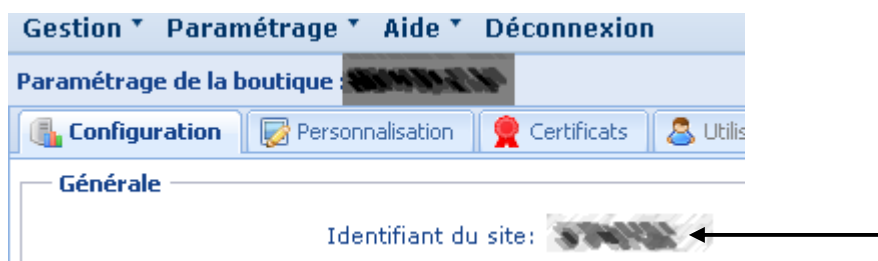 Gestion Paramétrage Aide Déconnexion
Paramétrage de la boutique :
Configuration Personnalisation Certificats Utilis
Générale
Identifiant du site: